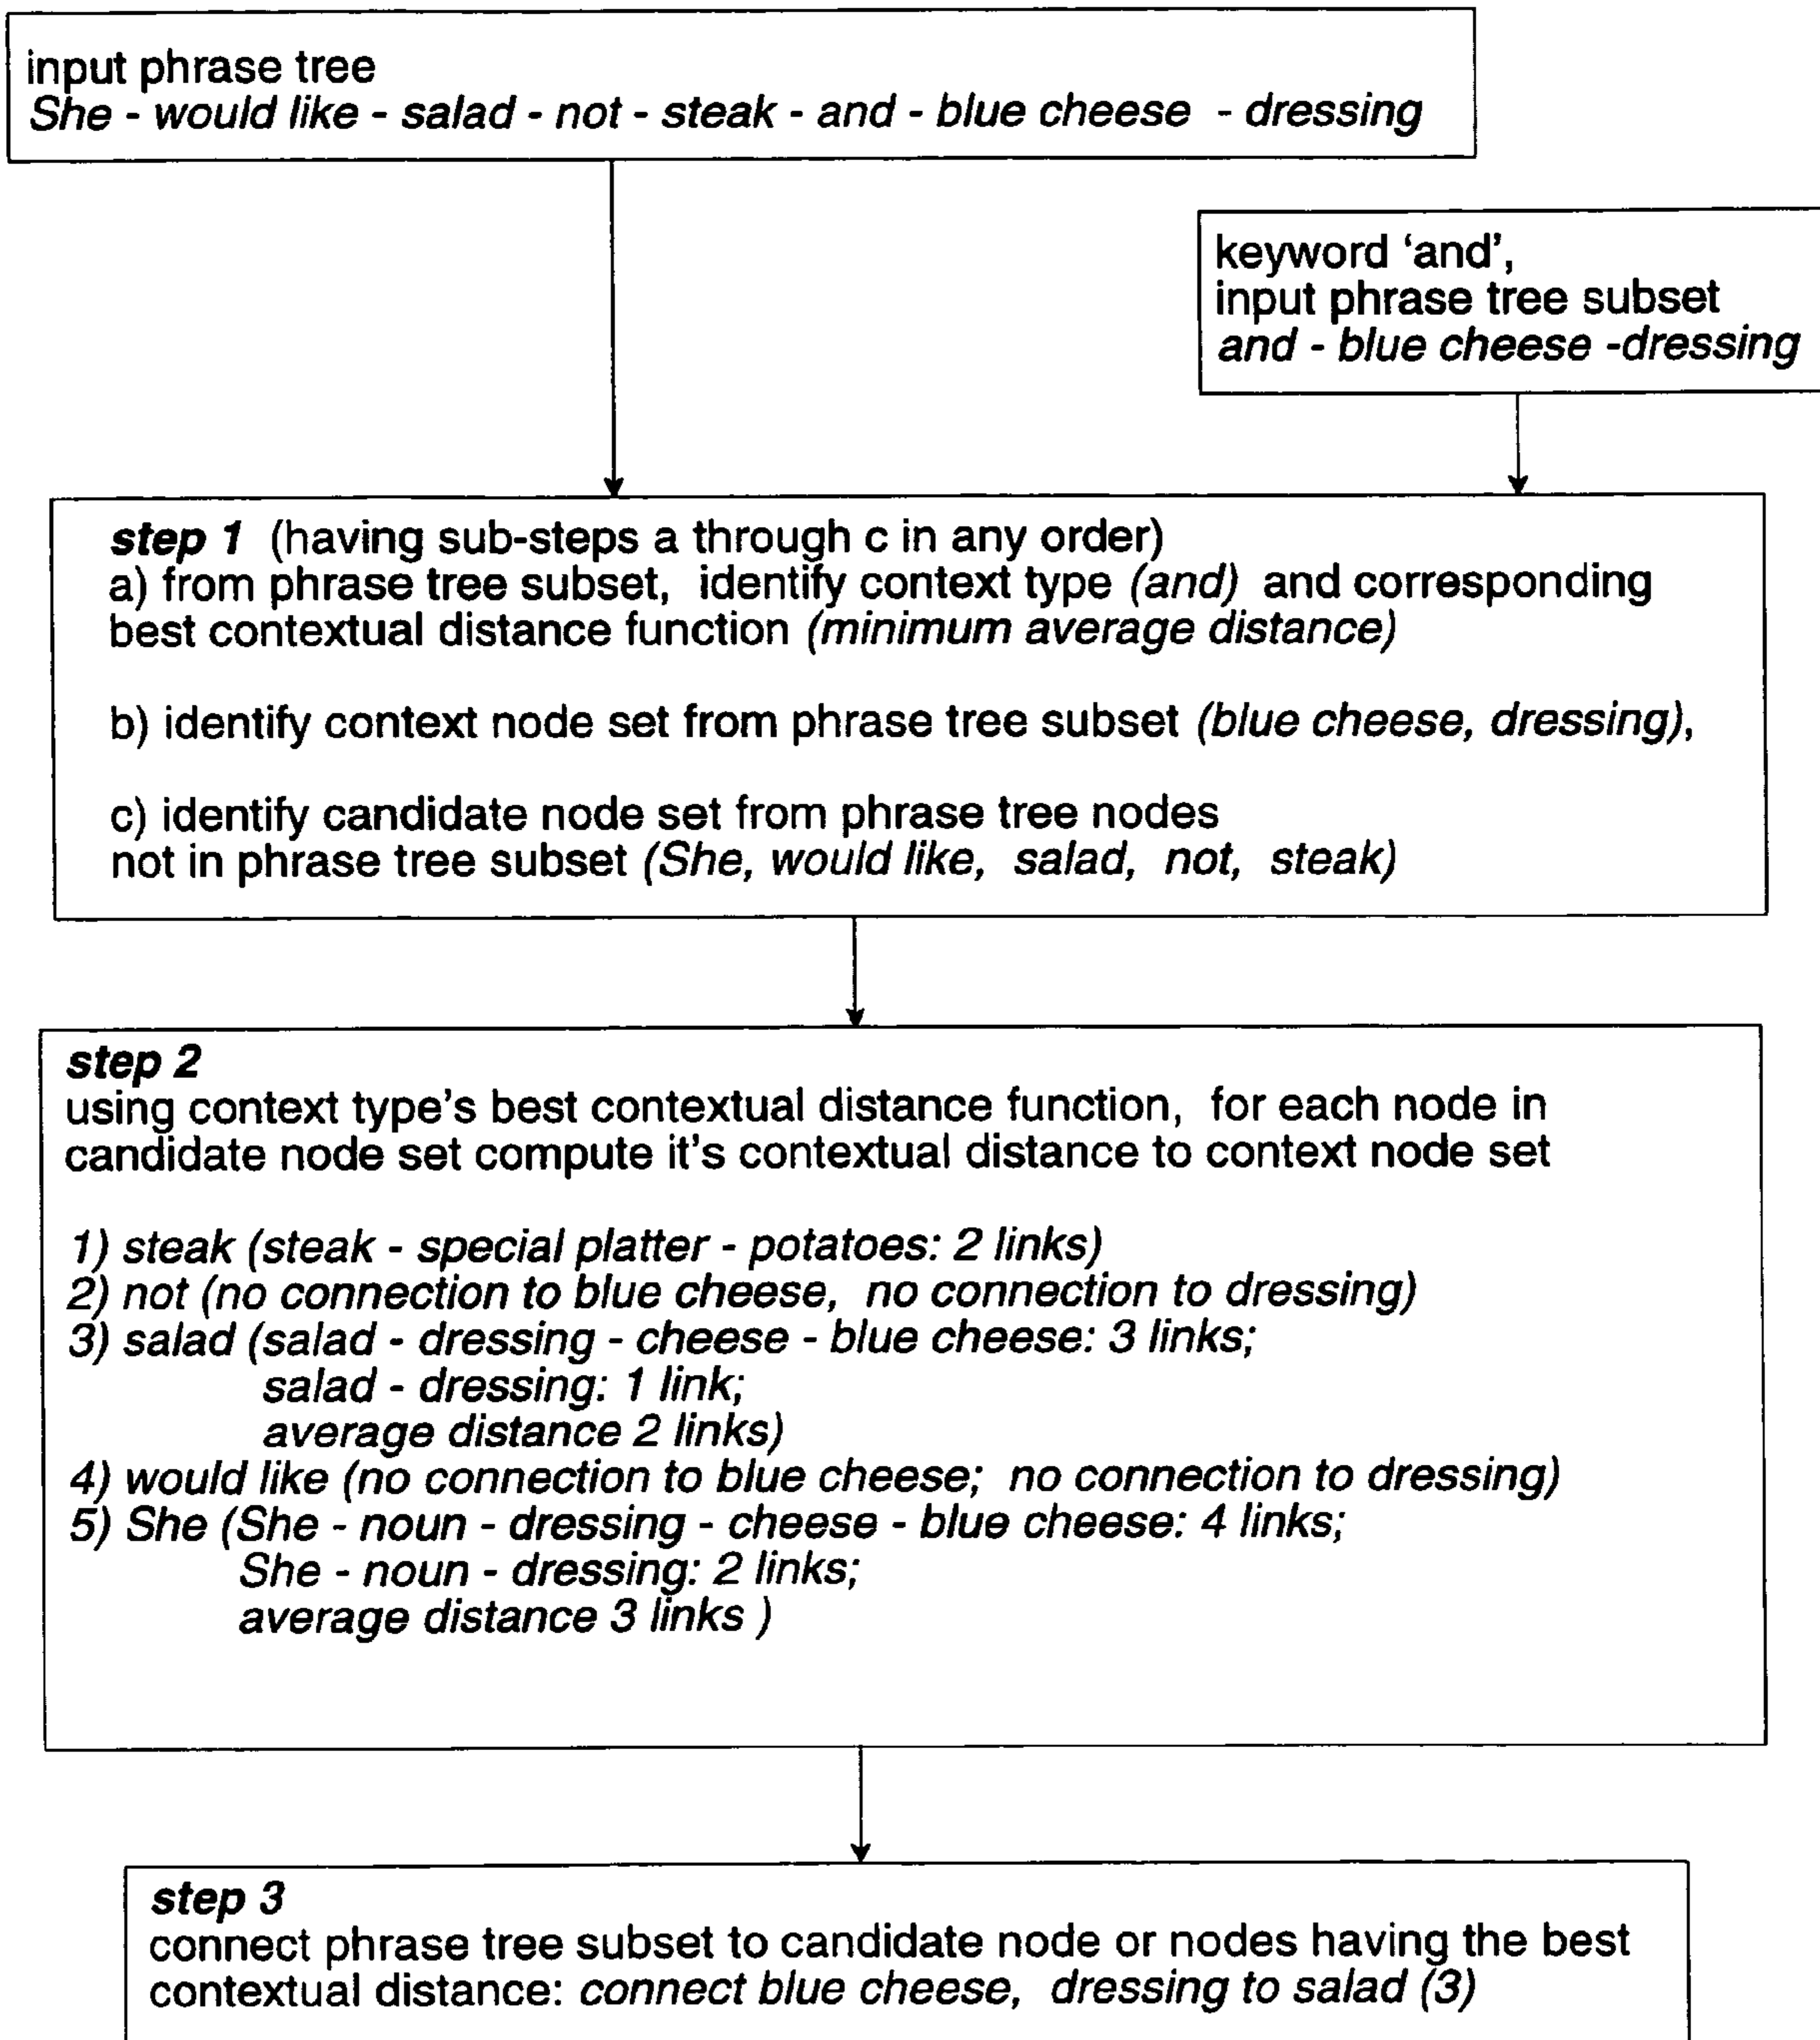 input phrase tree
She - would like - salad - not - steak - and - blue cheese - dressing
keyword ‘and’,
input phrase tree subset
and - blue cheese -dressing
step 1 (having sub-steps a through c in any order)
a) from phrase tree subset, identify context type (and) and corresponding
best contextual distance function (minimum average distance)
b) identify context node set from phrase tree subset (blue cheese, dressing),
c) identify candidate node set from phrase tree nodes
not in phrase tree subset (She, would like, salad, not, steak)
step 2
using context type's best contextual distance function, for each node in
candidate node set compute it's contextual distance to context node set
1) steak (steak - special platter - potatoes: 2 links)
2) not (no connection to blue cheese, no connection to dressing)
3) salad (salad - dressing - cheese - blue cheese: 3 links;
salad - dressing: 1 link;
average distance 2 links)
4) would like (no connection to blue cheese; no connection to dressing)
5) She (She - noun - dressing - cheese - blue cheese: 4 links;
She - noun - dressing: 2 links;
average distance 3 links )
step 3
connect phrase tree subset to candidate node or nodes having the best
contextual distance: connect blue cheese, dressing to salad (3)